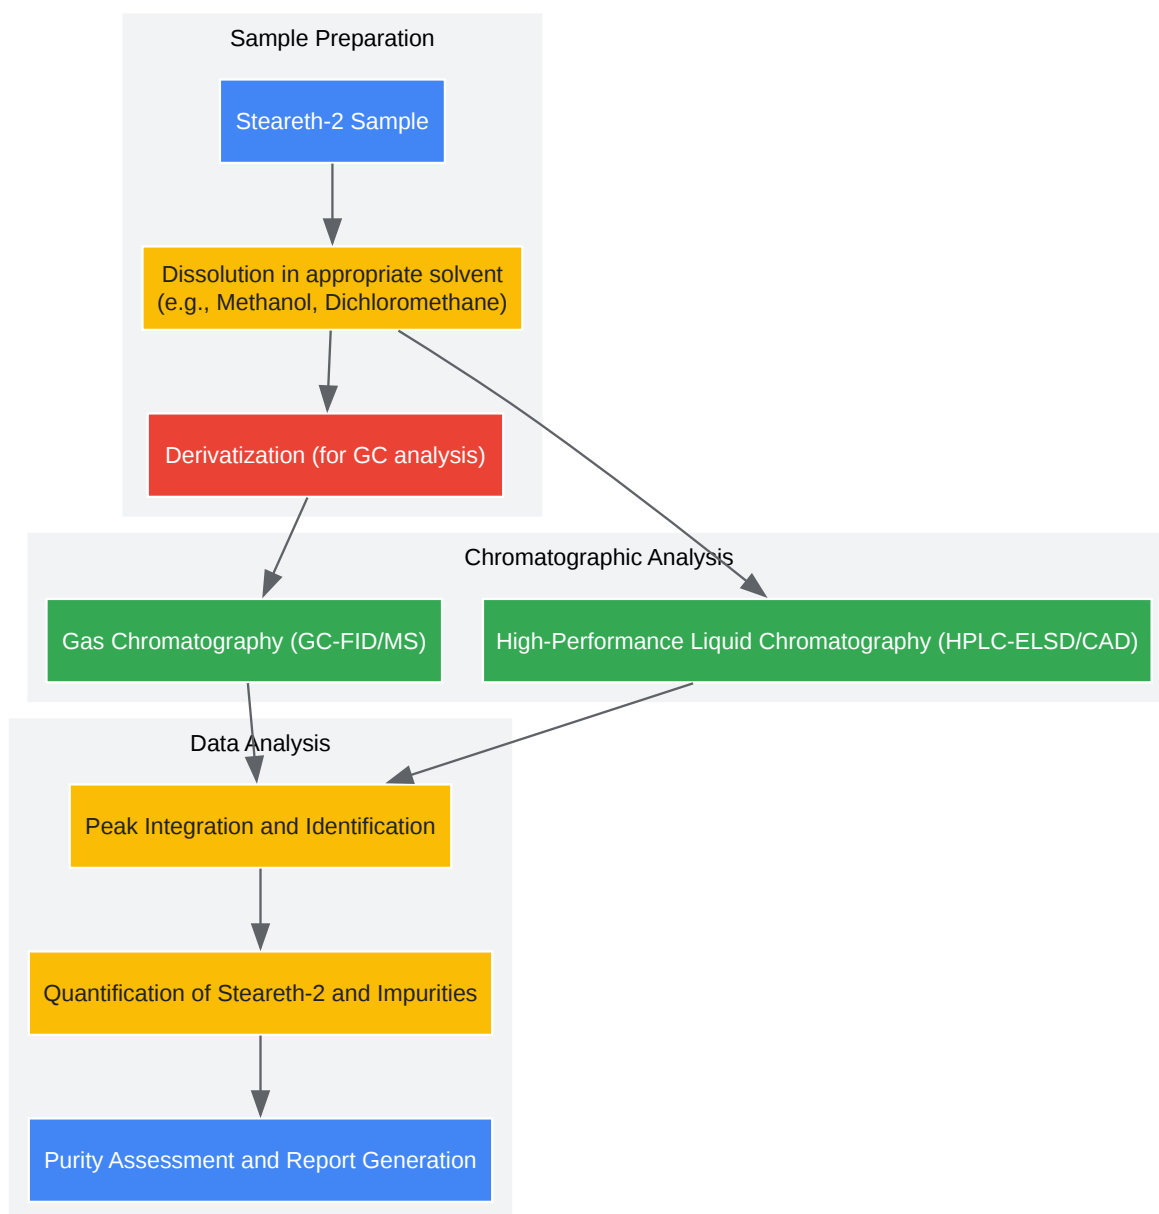 Sample Preparation
Steareth-2 Sample
Dissolution in appropriate solvent
(e.g., Methanol, Dichloromethane)
Derivatization (for GC analysis)
Chromatographic Analysis
Gas Chromatography (GC-FID/MS)
High-Performance Liquid Chromatography (HPLC-ELSD/CAD)
Data Analysis
Peak Integration and Identification
Quantification of Steareth-2 and Impurities
Purity Assessment and Report Generation